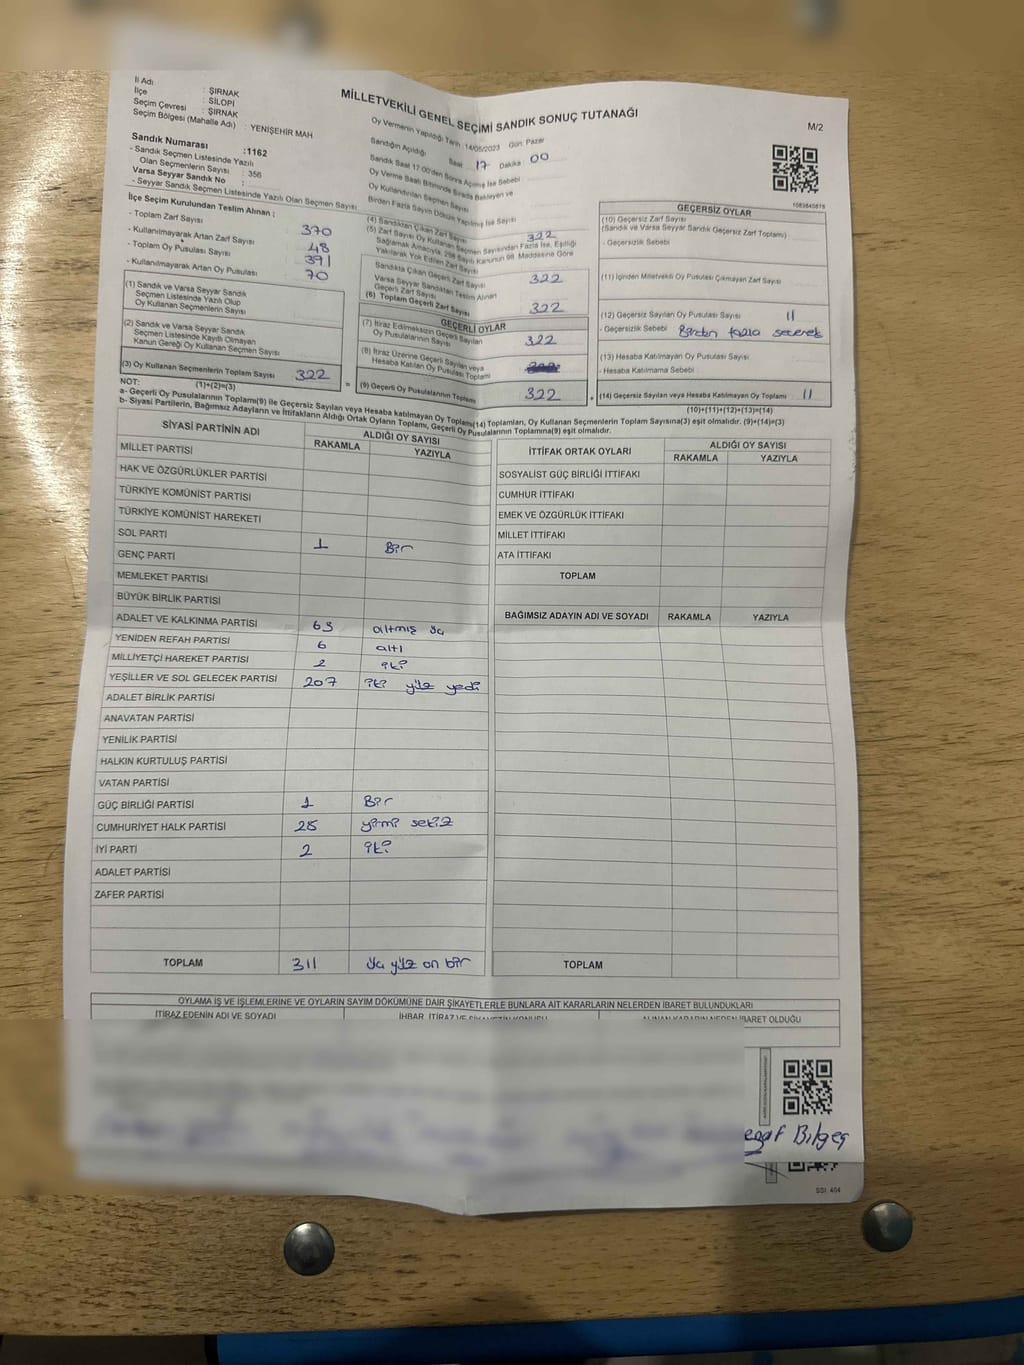 MİLLETVEKİLİ GENEL SEÇİMİ SANDIK SONUÇ TUTANAĞI
M/2
İl Adı : ŞIRNAK
İlçe : SİLOPİ
Seçim Çevresi : ŞIRNAK
Seçim Bölgesi (Mahalle Adı) : YENİŞEHİR MAH
Sandık Numarası :1162
- Sandık Seçmen Listesinde Yazılı
Olan Seçmenlerin Sayısı : 356
Varsa Seyyar Sandık No :
- Seyyar Sandık Seçmen Listesinde Yazılı Olan Seçmen Sayısı
İlçe Seçim Kurulundan Teslim Alınan :
- Toplam Zarf Sayısı 370
- Kullanılmayarak Artan Zarf Sayısı 48
- Toplam Oy Pusulası Sayısı 391
- Kullanılmayarak Artan Oy Pusulası 70
(1) Sandık ve Varsa Seyyar Sandık
Seçmen Listesinde Yazılı Olup
Oy Kullanan Seçmenlerin Sayısı
(2) Sandık ve Varsa Seyyar Sandık
Seçmen Listesinde Kayıtlı Olmayan
Kanun Gereği Oy Kullanan Seçmen Sayısı
(3) Oy Kullanan Seçmenlerin Toplam Sayısı 322
(1)+(2)=(3)
Oy Vermenin Yapıldığı Tarih :14/05/2023 Gün: Pazar
Sandığın Açıldığı Saat 17 Dakika 00
Sandık Saat 17:00'den Sonra Açılmış İse Sebebi
Oy Verme Saati Bitiminde Sırada Bekleyen ve
Oy Kullandırılan Seçmen Sayısı
Birden Fazla Sayım Döküm Yapılmış İse Sayısı
(4) Sandıktan Çıkan Zarf Sayısı 322
(5) Zarf Sayısı Oy Kullanan Seçmen Sayısından Fazla İse, Eşitliği
Sağlamak Amacıyla, 298 Sayılı Kanunun 98. Maddesine Göre
Yakılarak Yok Edilen Zarf Sayısı
Sandıkta Çıkan Geçerli Zarf Sayısı 322
Varsa Seyyar Sandıktan Teslim Alınan
Geçerli Zarf Sayısı
(6) Toplam Geçerli Zarf Sayısı 322
GEÇERLİ OYLAR
(7) İtiraz Edilmeksizin Geçerli Sayılan
Oy Pusulalarının Sayısı 322
(8) İtiraz Üzerine Geçerli Sayılan veya
Hesaba Katılan Oy Pusulası Toplamı
= (9) Geçerli Oy Pusulalarının Toplamı 322
1083645875
GEÇERSİZ OYLAR
(10) Geçersiz Zarf Sayısı
(Sandık ve Varsa Seyyar Sandık Geçersiz Zarf Toplamı)
- Geçersizlik Sebebi
(11) İçinden Milletvekili Oy Pusulası Çıkmayan Zarf Sayısı
(12) Geçersiz Sayılan Oy Pusulası Sayısı 11
- Geçersizlik Sebebi Birden fazla secerek
(13) Hesaba Katılmayan Oy Pusulası Sayısı
- Hesaba Katılmama Sebebi
+ (14) Geçersiz Sayılan veya Hesaba Katılmayan Oy Toplamı 11
(10)+(11)+(12)+(13)=(14)
NOT:
a- Geçerli Oy Pusulalarının Toplamı(9) ile Geçersiz Sayılan veya Hesaba katılmayan Oy Toplamı(14) Toplamları, Oy Kullanan Seçmenlerin Toplam Sayısına(3) eşit olmalıdır. (9)+(14)=(3)
b- Siyasi Partilerin, Bağımsız Adayların ve İttifakların Aldığı Ortak Oyların Toplamı, Geçerli Oy Pusulalarının Toplamına(9) eşit olmalıdır.
SİYASİ PARTİNİN ADI ALDIĞI OY SAYISI
RAKAMLA YAZIYLA
MİLLET PARTİSİ
HAK VE ÖZGÜRLÜKLER PARTİSİ
TÜRKİYE KOMÜNİST PARTİSİ
TÜRKİYE KOMÜNİST HAREKETİ
SOL PARTİ 1 Bir
GENÇ PARTİ
MEMLEKET PARTİSİ
BÜYÜK BİRLİK PARTİSİ
ADALET VE KALKINMA PARTİSİ 63 altmış üç
YENİDEN REFAH PARTİSİ 6 altı
MİLLİYETÇİ HAREKET PARTİSİ 2 iki
YEŞİLLER VE SOL GELECEK PARTİSİ 207 iki yüz yedi
ADALET BİRLİK PARTİSİ
ANAVATAN PARTİSİ
YENİLİK PARTİSİ
HALKIN KURTULUŞ PARTİSİ
VATAN PARTİSİ
GÜÇ BİRLİĞİ PARTİSİ 1 Bir
CUMHURİYET HALK PARTİSİ 28 yirmi sekiz
İYİ PARTİ 2 iki
ADALET PARTİSİ
ZAFER PARTİSİ
TOPLAM 311 üç yüz on bir
İTTİFAK ORTAK OYLARI ALDIĞI OY SAYISI
RAKAMLA YAZIYLA
SOSYALİST GÜÇ BİRLİĞİ İTTİFAKI
CUMHUR İTTİFAKI
EMEK VE ÖZGÜRLÜK İTTİFAKI
MİLLET İTTİFAKI
ATA İTTİFAKI
TOPLAM
BAĞIMSIZ ADAYIN ADI VE SOYADI RAKAMLA YAZIYLA
TOPLAM
OYLAMA İŞ VE İŞLEMLERİNE VE OYLARIN SAYIM DÖKÜMÜNE DAİR ŞİKAYETLERLE BUNLARA AİT KARARLARIN NELERDEN İBARET BULUNDUKLARI
İTİRAZ EDENİN ADI VE SOYADI İHBAR, İTİRAZ VE ŞİKAYETİN KONUSU ALINAN KARARIN NEDEN İBARET OLDUĞU
Bilgeş
SSI: 404